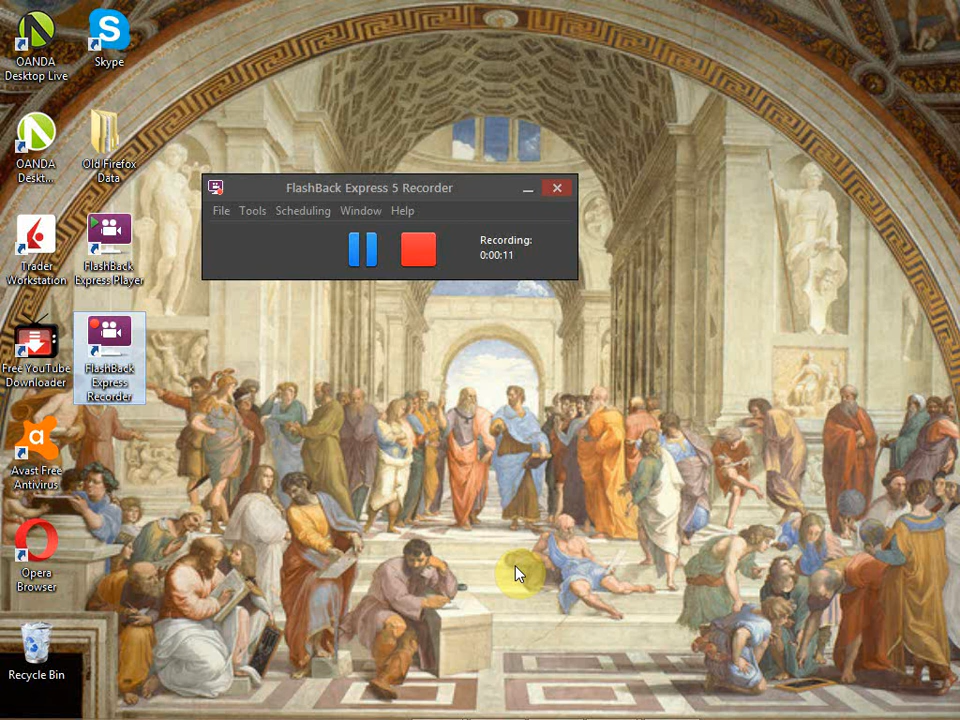 OANDA
Desktop Live
Skype
OANDA
Deskt...
Old Firefox
Data
Trader
Workstation
FlashBack
Express Player
Free YouTube
Downloader
FlashBack
Express
Recorder
Avast Free
Antivirus
Opera
Browser
Recycle Bin
FlashBack Express 5 Recorder
File Tools Scheduling Window Help
Recording:
0:00:11